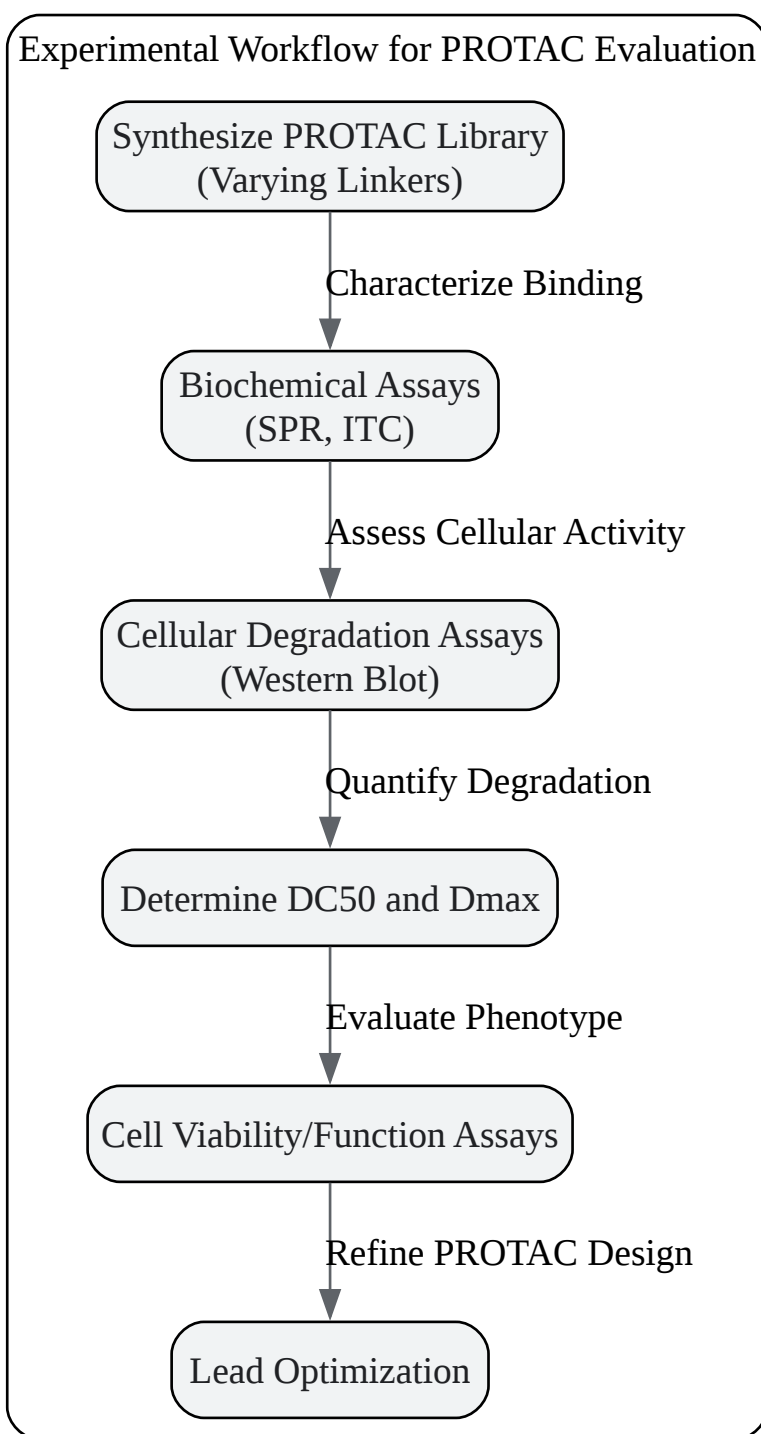 Experimental Workflow for PROTAC Evaluation
Synthesize PROTAC Library
(Varying Linkers)
Characterize Binding
Biochemical Assays
(SPR, ITC)
Assess Cellular Activity
Cellular Degradation Assays
(Western Blot)
Quantify Degradation
Determine DC50 and Dmax
Evaluate Phenotype
Cell Viability/Function Assays
Refine PROTAC Design
Lead Optimization